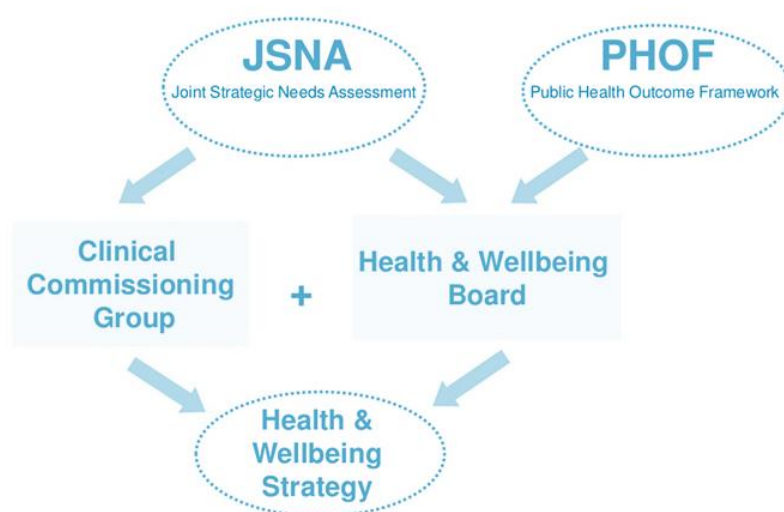 JSNA
Joint Strategic Needs Assessment
PHOF
Public Health Outcome Framework
Clinical
Commissioning
Group
+
Health & Wellbeing
Board
Health &
Wellbeing
Strategy